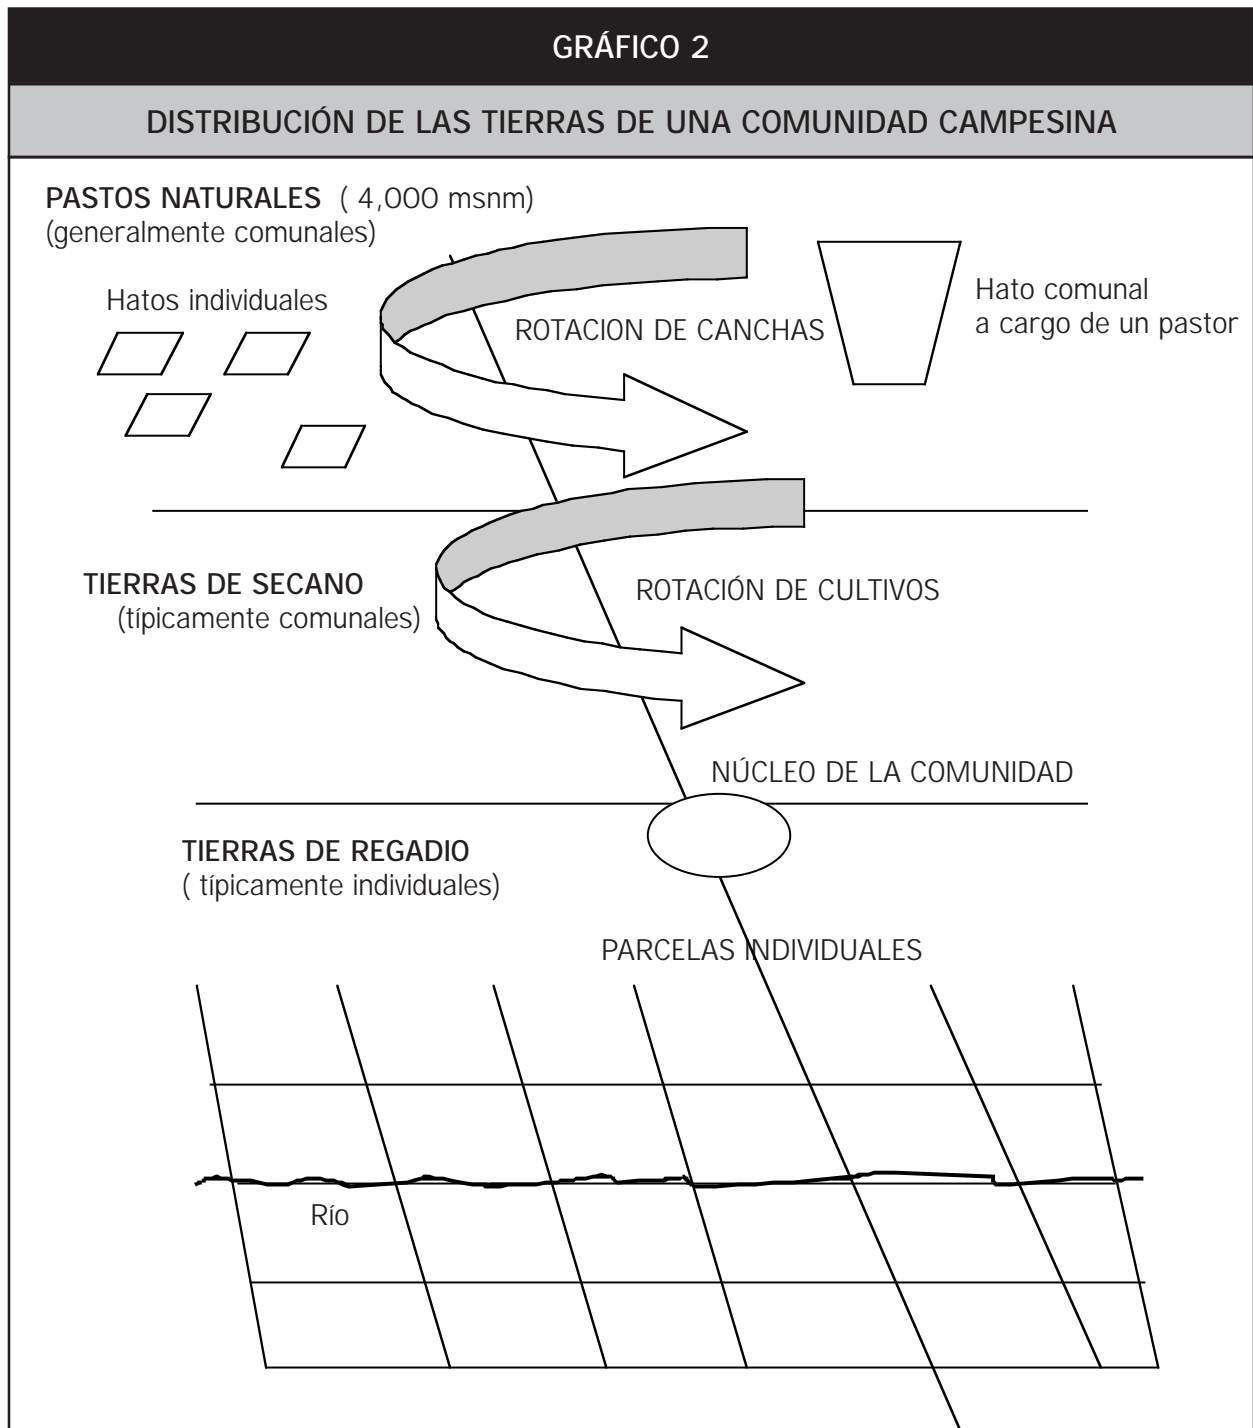 GRÁFICO 2
DISTRIBUCIÓN DE LAS TIERRAS DE UNA COMUNIDAD CAMPESINA
PASTOS NATURALES ( 4,000 msnm)
(generalmente comunales)
Hatos individuales
ROTACION DE CANCHAS
Hato comunal
a cargo de un pastor
TIERRAS DE SECANO
(típicamente comunales)
ROTACIÓN DE CULTIVOS
NÚCLEO DE LA COMUNIDAD
TIERRAS DE REGADIO
( típicamente individuales)
PARCELAS INDIVIDUALES
Río